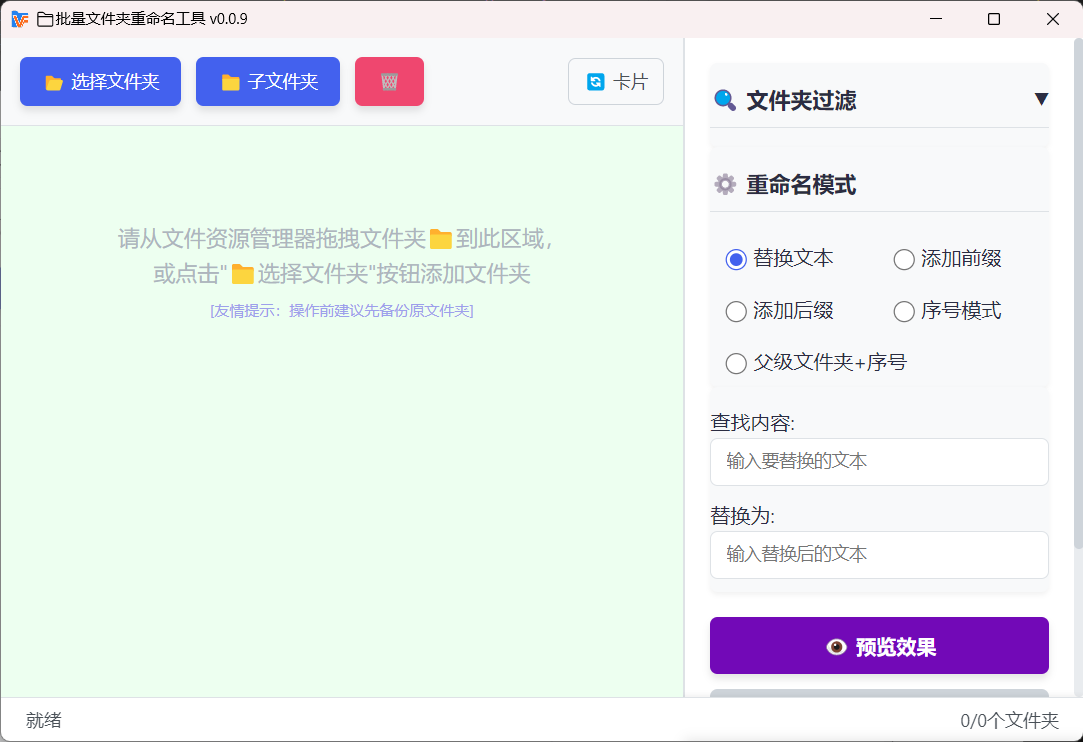 批量文件夹重命名工具 v0.0.9
选择文件夹
子文件夹
卡片
请从文件资源管理器拖拽文件夹📁到此区域，
或点击"📁选择文件夹"按钮添加文件夹
[友情提示：操作前建议先备份原文件夹]
文件夹过滤 ▼
重命名模式
替换文本
添加前缀
添加后缀
序号模式
父级文件夹+序号
查找内容:
输入要替换的文本
替换为:
输入替换后的文本
预览效果
就绪
0/0个文件夹